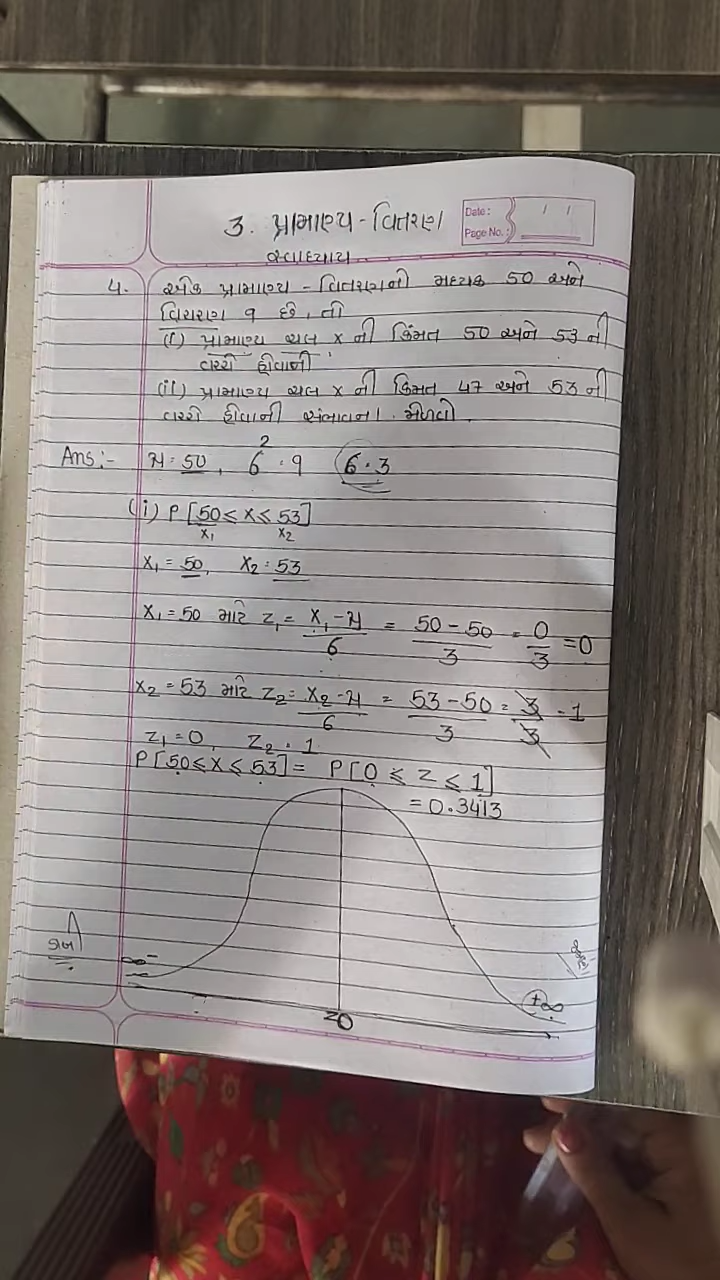 3. પ્રામાણ્ય - વિતરણ
Date : / /
Page No. :
સ્વાધ્યાય
4. એક પ્રામાણ્ય - વિતરણનો મધ્યક 50 અને
વિચરણ 9 છે, તો
(i) પ્રામાણ્ય ચલ x ની કિંમત 50 અને 53 ની
વચ્ચે હોવાની
(ii) પ્રામાણ્ય ચલ x ની કિંમત 47 અને 53 ની
વચ્ચે હોવાની સંભાવના મેળવો.
Ans :- μ = 50, σ² = 9 σ = 3
(i) P [50 ≤ x ≤ 53]
x₁ x₂
x₁ = 50, x₂ = 53
x₁ = 50 માટે z₁ = x₁ - μ / σ = 50 - 50 / 3 = 0 / 3 = 0
x₂ = 53 માટે z₂ = x₂ - μ / σ = 53 - 50 / 3 = 3 / 3 = 1
z₁ = 0, z₂ = 1
P [50 ≤ x ≤ 53] = P [0 ≤ z ≤ 1]
= 0.3413
∞- z0 +∞